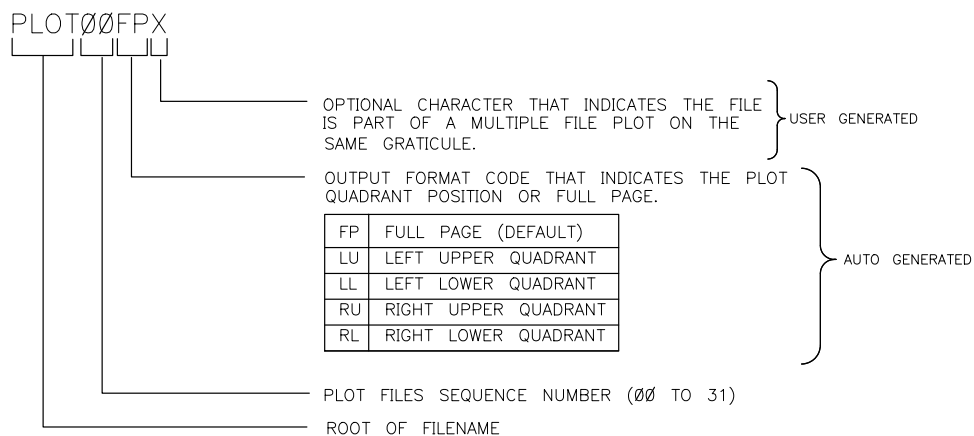 PLOTØØFPX
OPTIONAL CHARACTER THAT INDICATES THE FILE
IS PART OF A MULTIPLE FILE PLOT ON THE
SAME GRATICULE.
USER GENERATED
OUTPUT FORMAT CODE THAT INDICATES THE PLOT
QUADRANT POSITION OR FULL PAGE.
FP FULL PAGE (DEFAULT)
LU LEFT UPPER QUADRANT
LL LEFT LOWER QUADRANT
RU RIGHT UPPER QUADRANT
RL RIGHT LOWER QUADRANT
AUTO GENERATED
PLOT FILES SEQUENCE NUMBER (ØØ TO 31)
ROOT OF FILENAME